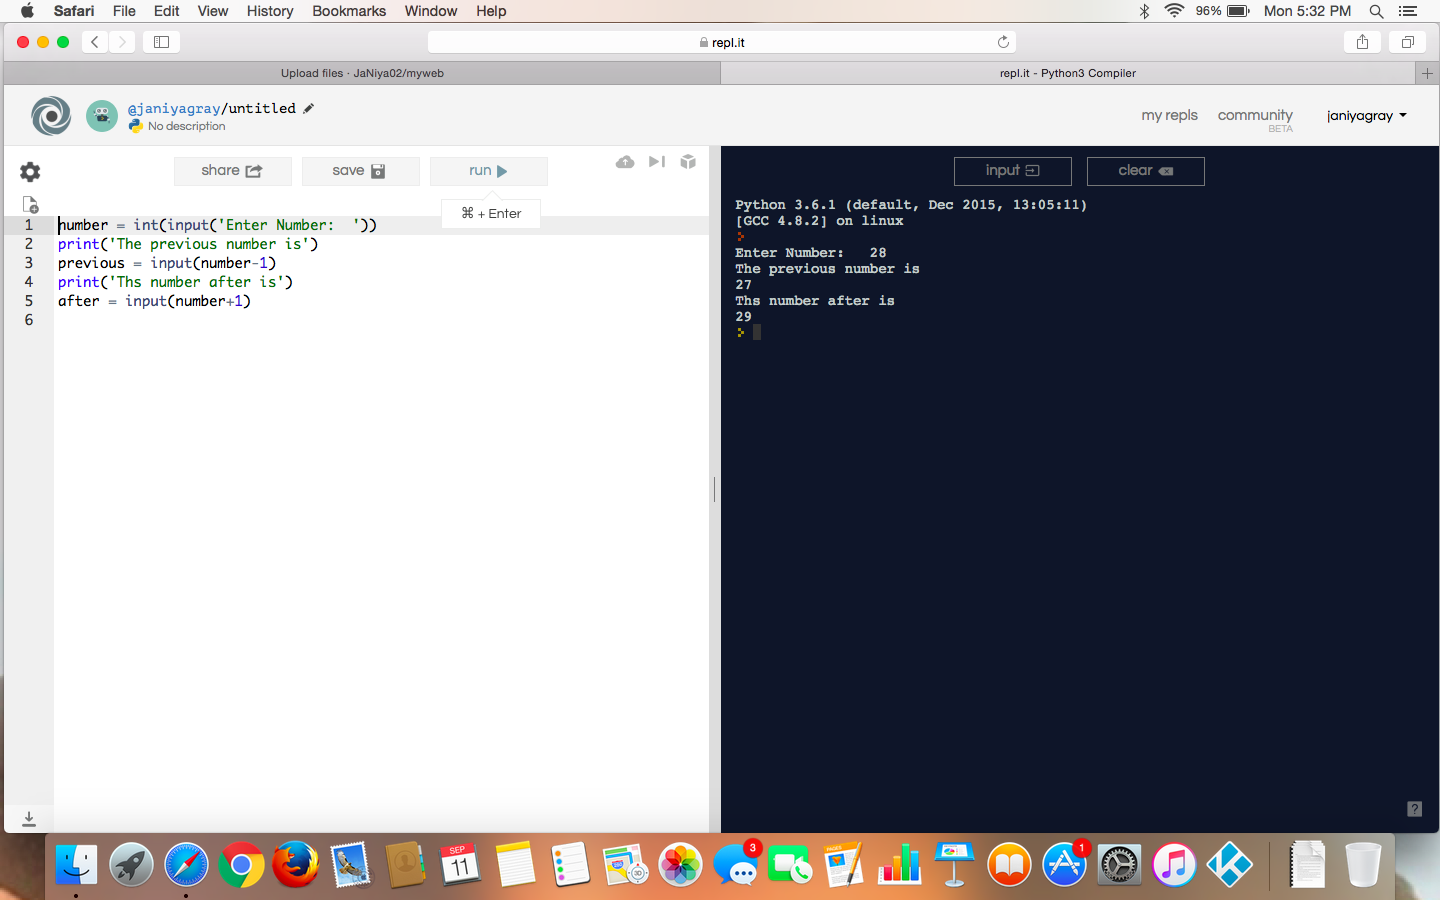 Safari File Edit View History Bookmarks Window Help 96% Mon 5:32 PM
repl.it
Upload files · JaNiya02/myweb
repl.it - Python3 Compiler
@janiyagray/untitled
No description
my repls community janiyagray
BETA
share save run
⌘ + Enter
1 number = int(input('Enter Number:  '))
2 print('The previous number is')
3 previous = input(number-1)
4 print('Ths number after is')
5 after = input(number+1)
6
input clear
Python 3.6.1 (default, Dec 2015, 13:05:11)
[GCC 4.8.2] on linux
Enter Number:   28
The previous number is
27
Ths number after is
29
?
SEP
11
3
PAGES
1